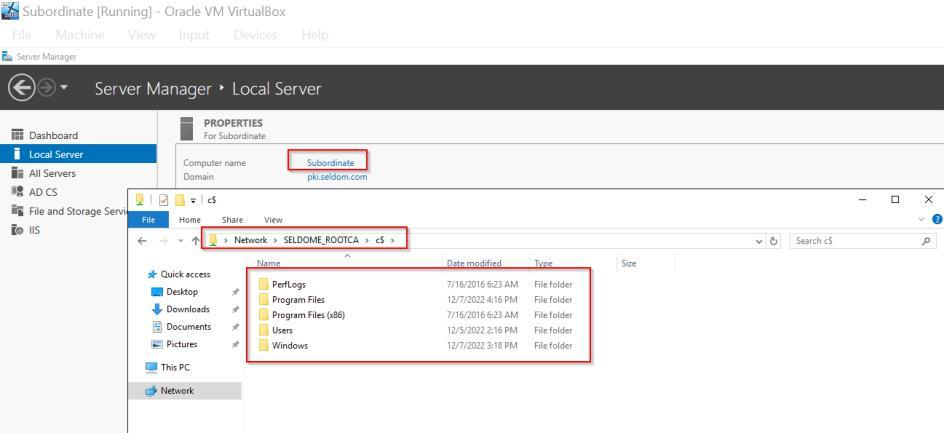 Subordinate [Running] - Oracle VM VirtualBox
File Machine View Input Devices Help
Server Manager
Server Manager ‣ Local Server
Dashboard
Local Server
All Servers
AD CS
File and Storage Servi
IIS
PROPERTIES
For Subordinate
Computer name Subordinate
Domain pki.seldom.com
c$
File Home Share View
Network > SELDOME_ROOTCA > c$ >
Search c$
Quick access
Desktop
Downloads
Documents
Pictures
This PC
Network
Name Date modified Type Size
PerfLogs 7/16/2016 6:23 AM File folder
Program Files 12/7/2022 4:16 PM File folder
Program Files (x86) 7/16/2016 6:23 AM File folder
Users 12/5/2022 2:16 PM File folder
Windows 12/7/2022 3:18 PM File folder